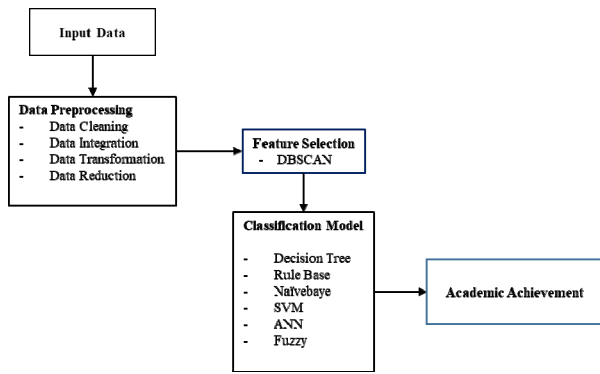 Input Data
Data Preprocessing
- Data Cleaning
- Data Integration
- Data Transformation
- Data Reduction
Feature Selection
- DBSCAN
Classification Model
- Decision Tree
- Rule Base
- Naïvebaye
- SVM
- ANN
- Fuzzy
Academic Achievement